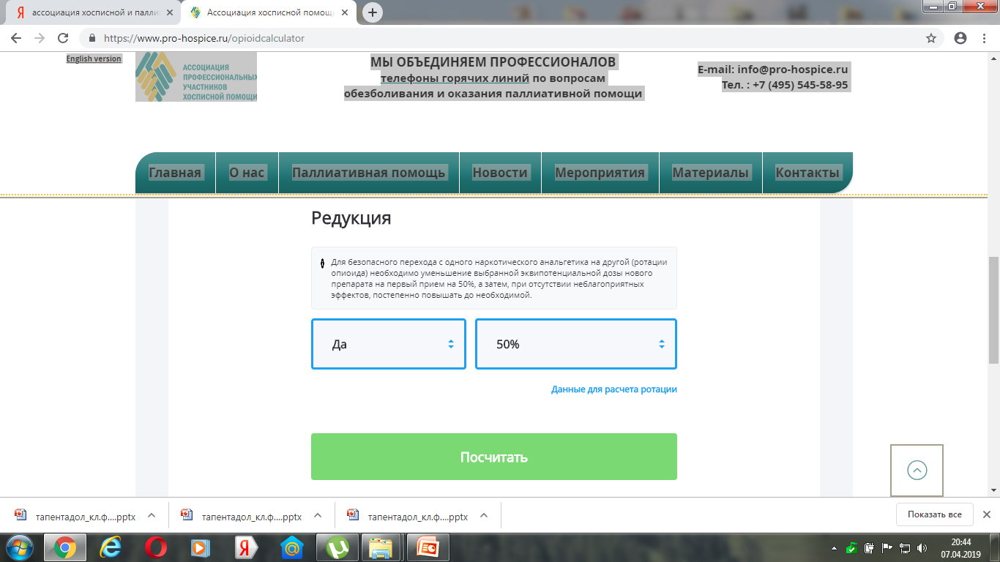 ассоциация хосписной и палли
Ассоциация хосписной помощи
https://www.pro-hospice.ru/opioidcalculator
English version
АССОЦИАЦИЯ
ПРОФЕССИОНАЛЬНЫХ
УЧАСТНИКОВ
ХОСПИСНОЙ ПОМОЩИ
МЫ ОБЪЕДИНЯЕМ ПРОФЕССИОНАЛОВ
телефоны горячих линий по вопросам
обезболивания и оказания паллиативной помощи
E-mail: info@pro-hospice.ru
Тел. : +7 (495) 545-58-95
Главная
О нас
Паллиативная помощь
Новости
Мероприятия
Материалы
Контакты
Редукция
Для безопасного перехода с одного наркотического анальгетика на другой (ротации
опиоида) необходимо уменьшение выбранной эквипотенциальной дозы нового
препарата на первый прием на 50%, а затем, при отсутствии неблагоприятных
эффектов, постепенно повышать до необходимой.
Да
50%
Данные для расчета ротации
Посчитать
тапентадол_кл.ф....pptx
тапентадол_кл.ф....pptx
тапентадол_кл.ф....pptx
Показать все
20:44
07.04.2019